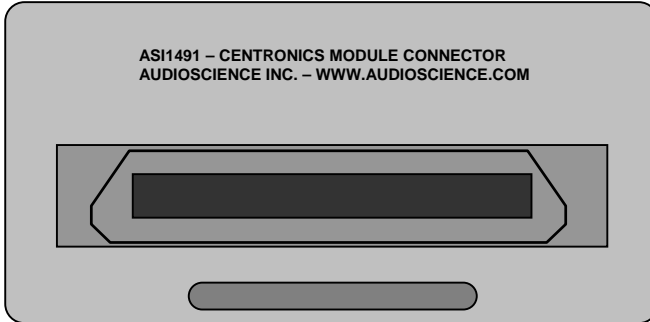 ASI1491 – CENTRONICS MODULE CONNECTOR
AUDIOSCIENCE INC. – WWW.AUDIOSCIENCE.COM